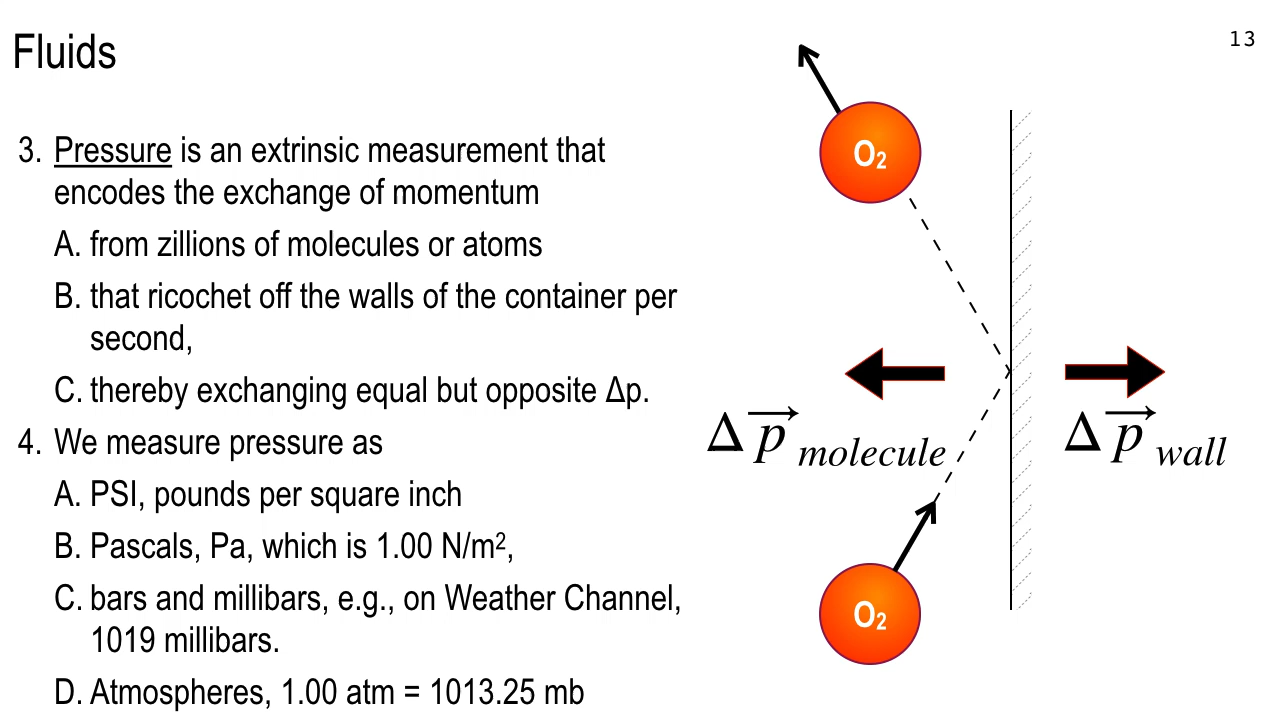 Fluids
13
3. Pressure is an extrinsic measurement that
encodes the exchange of momentum
A. from zillions of molecules or atoms
B. that ricochet off the walls of the container per
second,
C. thereby exchanging equal but opposite Δp.
4. We measure pressure as
A. PSI, pounds per square inch
B. Pascals, Pa, which is 1.00 N/m²,
C. bars and millibars, e.g., on Weather Channel,
1019 millibars.
D. Atmospheres, 1.00 atm = 1013.25 mb
O₂
Δp⃗ molecule
Δp⃗ wall
O₂